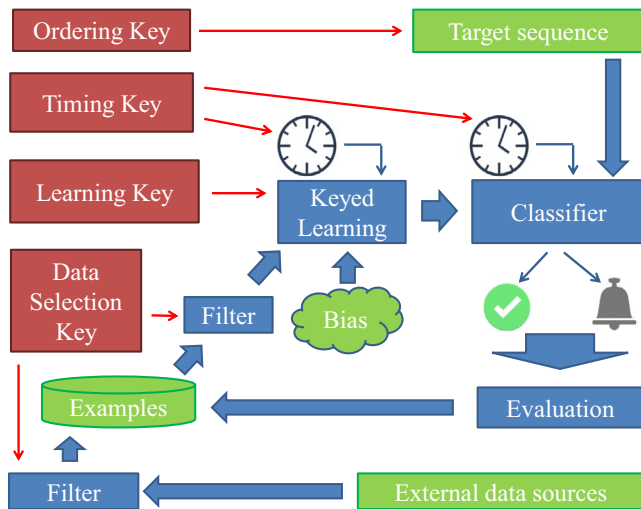 Ordering Key
Target sequence
Timing Key
Learning Key
Keyed
Learning
Classifier
Data
Selection
Key
Filter
Bias
Examples
Evaluation
Filter
External data sources